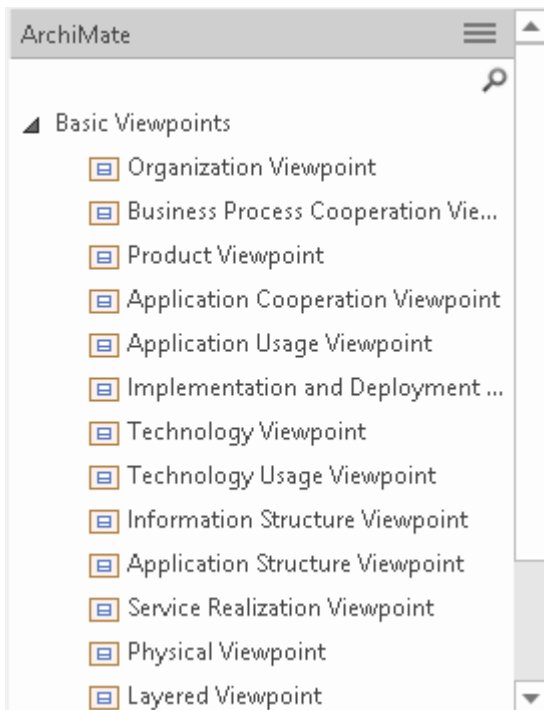 ArchiMate
Basic Viewpoints
Organization Viewpoint
Business Process Cooperation Vie...
Product Viewpoint
Application Cooperation Viewpoint
Application Usage Viewpoint
Implementation and Deployment ...
Technology Viewpoint
Technology Usage Viewpoint
Information Structure Viewpoint
Application Structure Viewpoint
Service Realization Viewpoint
Physical Viewpoint
Layered Viewpoint